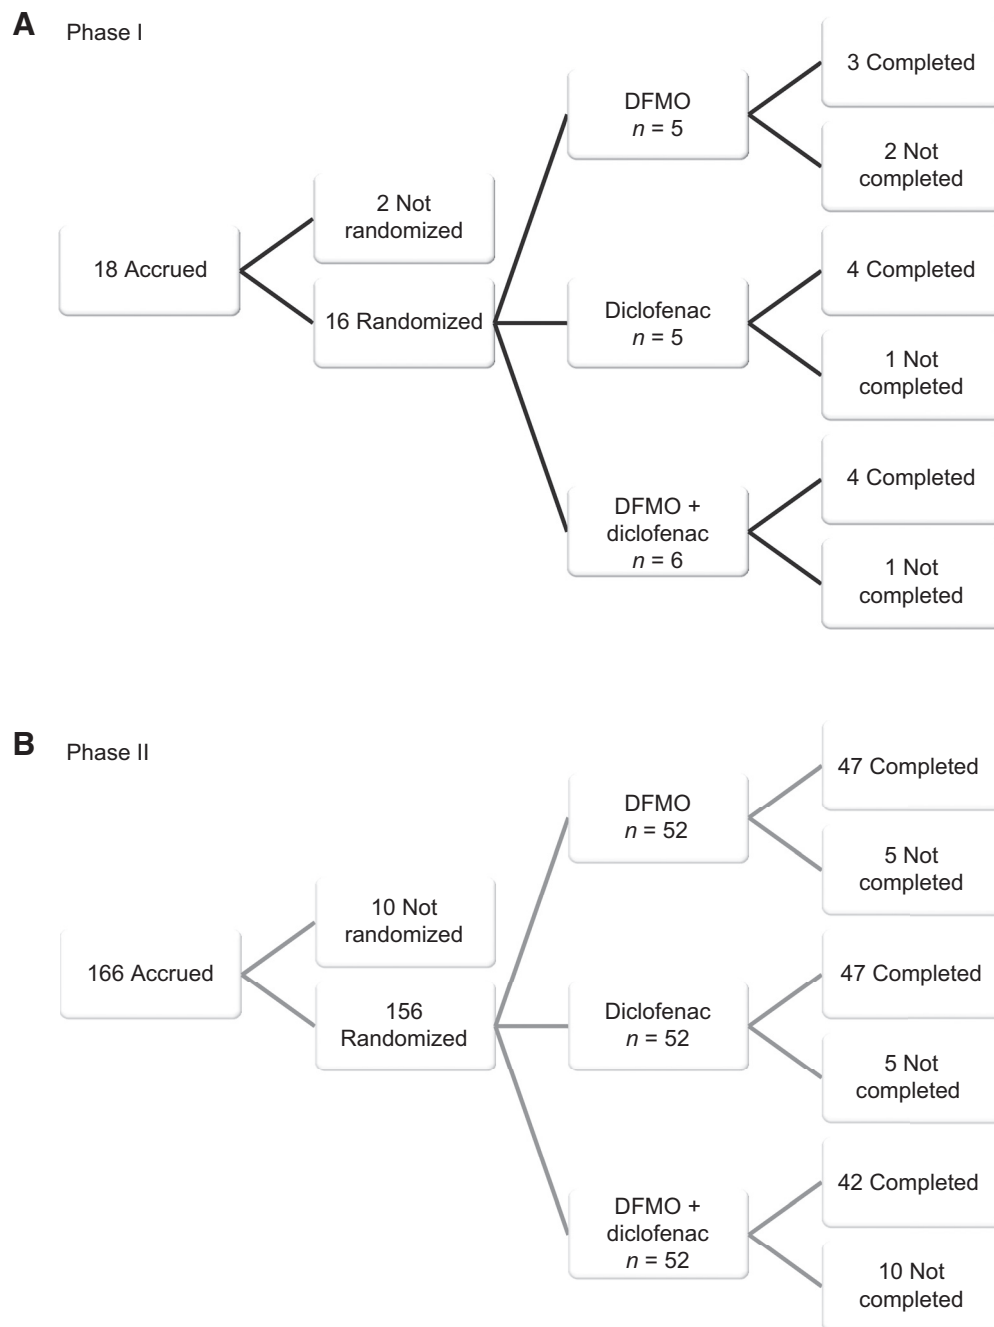 A
Phase I
18 Accrued
2 Not
randomized
16 Randomized
DFMO
n = 5
3 Completed
2 Not
completed
Diclofenac
n = 5
4 Completed
1 Not
completed
DFMO +
diclofenac
n = 6
4 Completed
1 Not
completed
B
Phase II
166 Accrued
10 Not
randomized
156
Randomized
DFMO
n = 52
47 Completed
5 Not
completed
Diclofenac
n = 52
47 Completed
5 Not
completed
DFMO +
diclofenac
n = 52
42 Completed
10 Not
completed